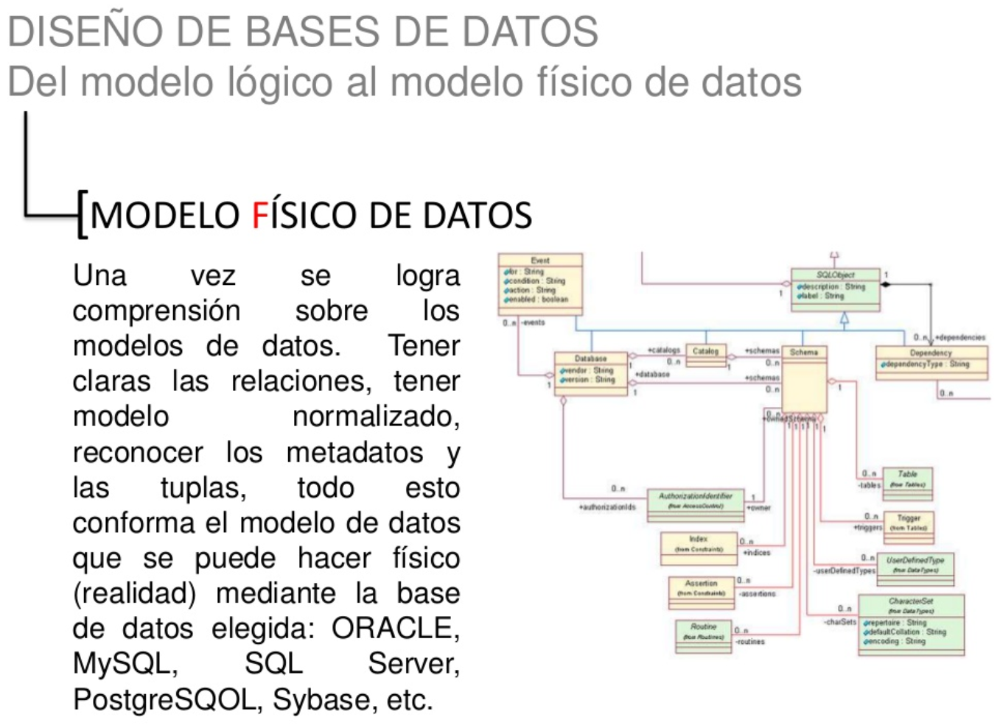 DISEÑO DE BASES DE DATOS
Del modelo lógico al modelo físico de datos
[MODELO FÍSICO DE DATOS
Una vez se logra
comprensión sobre los
modelos de datos. Tener
claras las relaciones, tener
modelo normalizado,
reconocer los metadatos y
las tuplas, todo esto
conforma el modelo de datos
que se puede hacer físico
(realidad) mediante la base
de datos elegida: ORACLE,
MySQL, SQL Server,
PostgreSQOL, Sybase, etc.
Event
for : String
condition : String
action : String
enabled : boolean
0..n -events
1
SQLObject
description : String
label : String
1
1
0..n +dependencies
Dependency
dependencyType : String
0..n
Database
vendor : String
version : String
1
+catalogs
0..n
Catalog
1
+schemas
0..n
Schema
+database
1
+schemas
0..n
1
0..n
+ownedSchema
1 1 1 1 1 1
0..n
+authorizationIds
AuthorizationIdentifier
(from AccessControl)
1
+owner
Index
(from Constraints)
0..n
+indices
Assertion
(from Constraints)
0..n
-assertions
Routine
(from Routines)
0..n
-routines
0..n
-tables
Table
(from Tables)
0..n
+triggers
Trigger
(from Tables)
0..n
-userDefinedTypes
UserDefinedType
(from DataTypes)
0..n
-charSets
CharacterSet
(from DataTypes)
repertoire : String
defaultCollation : String
encoding : String